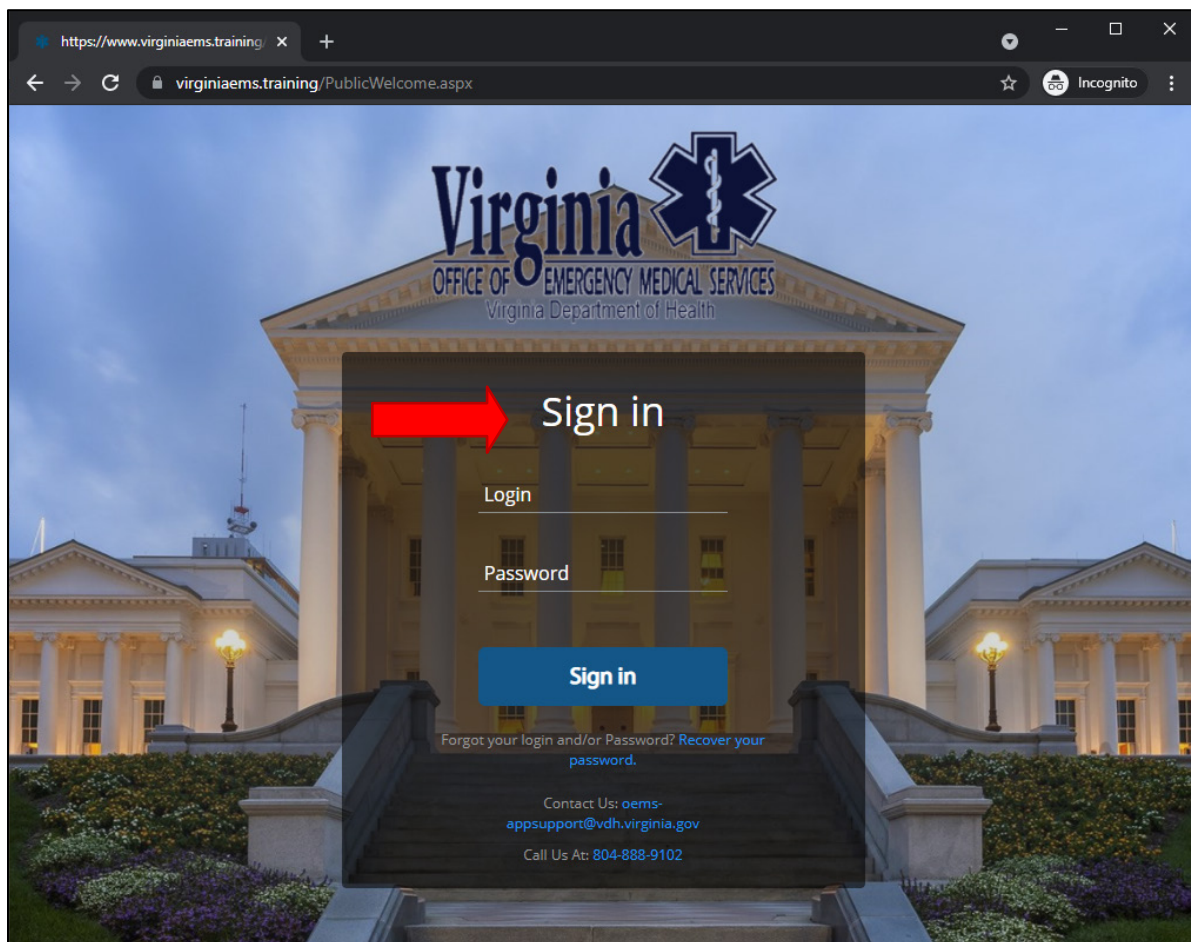 https://www.virginiaems.training/
virginiaems.training/PublicWelcome.aspx
Incognito
Virginia
OFFICE OF EMERGENCY MEDICAL SERVICES
Virginia Department of Health
Sign in
Login
Password
Sign in
Forgot your login and/or Password? Recover your
password.
Contact Us: oems-
appsupport@vdh.virginia.gov
Call Us At: 804-888-9102